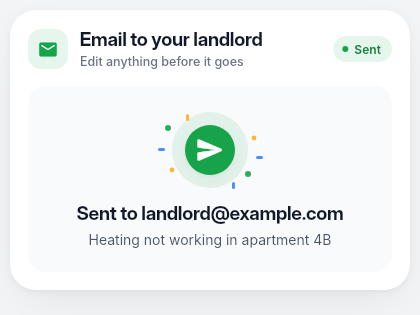 Email to your landlord
Edit anything before it goes
Sent
Sent to landlord@example.com
Heating not working in apartment 4B